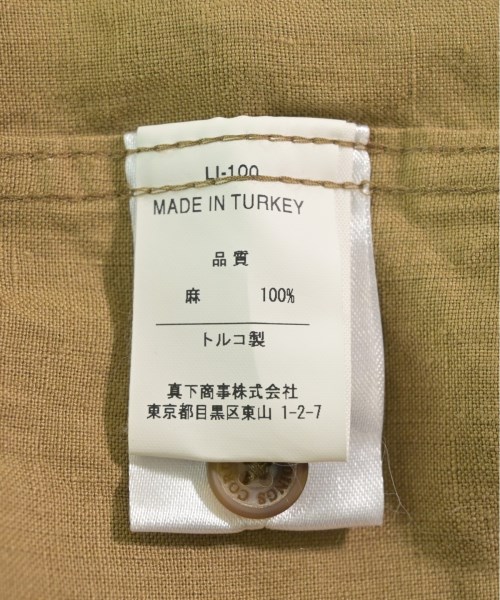 LI-100
MADE IN TURKEY
品質
麻 100%
トルコ製
真下商事株式会社
東京都目黒区東山 1-2-7